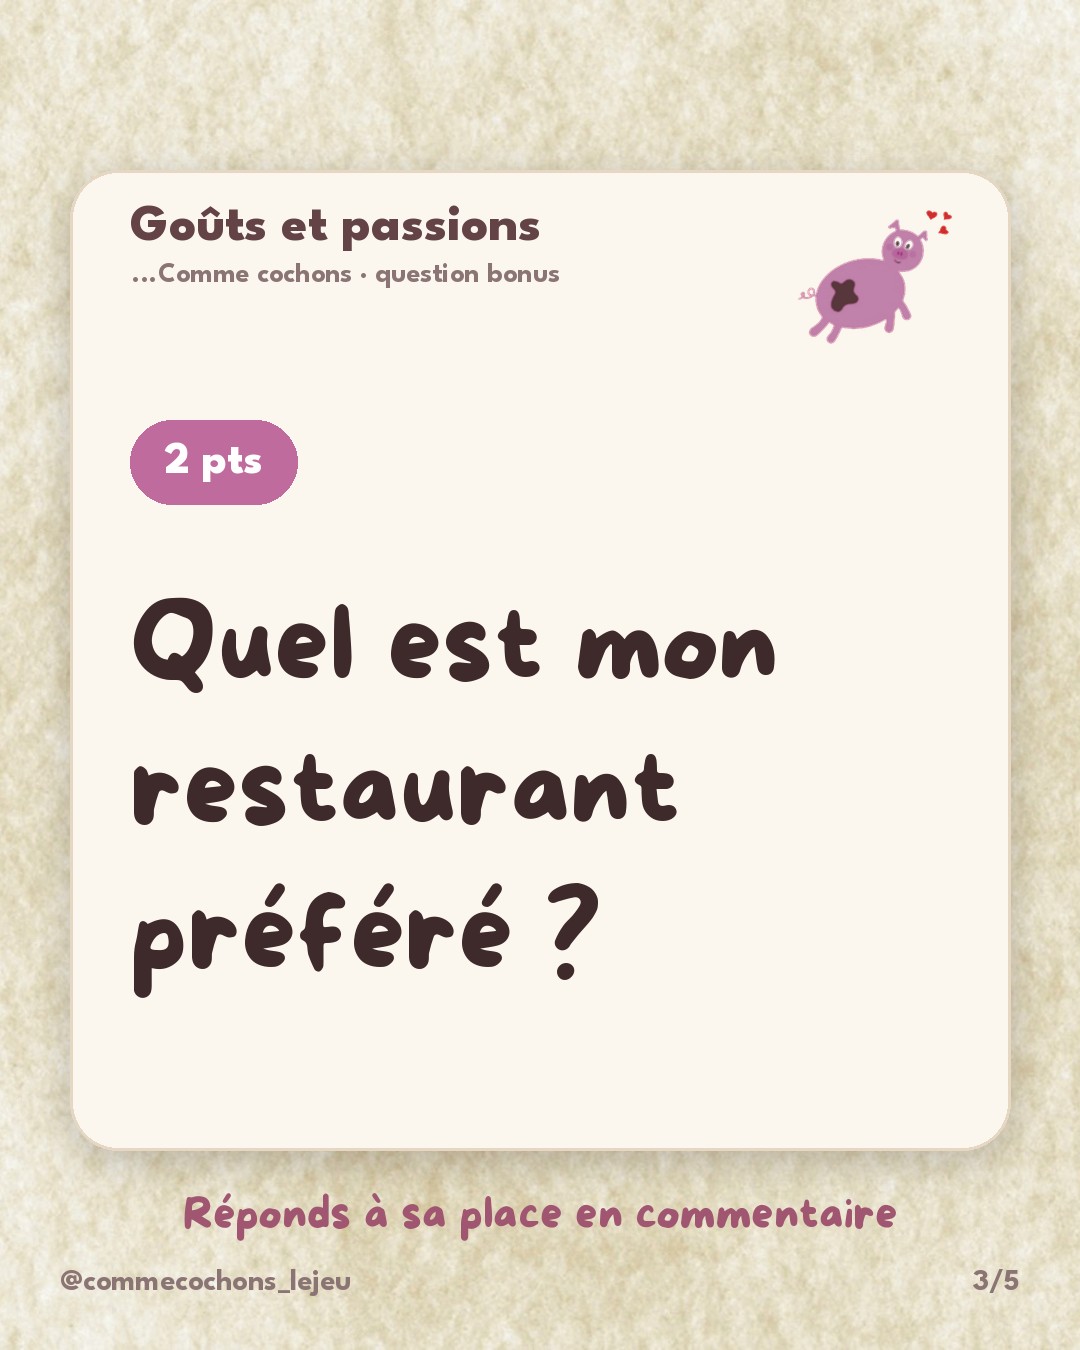 Goûts et passions
...Comme cochons · question bonus
2 pts
Quel est mon
restaurant
préféré ?
Réponds à sa place en commentaire
@commecochons_lejeu
3/5